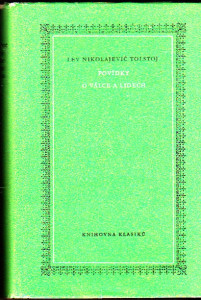 LEV NIKOLAJEVIČ TOLSTOJ
POVÍDKY
O VÁLCE A LIDECH
KNIHOVNA KLASIKŮ